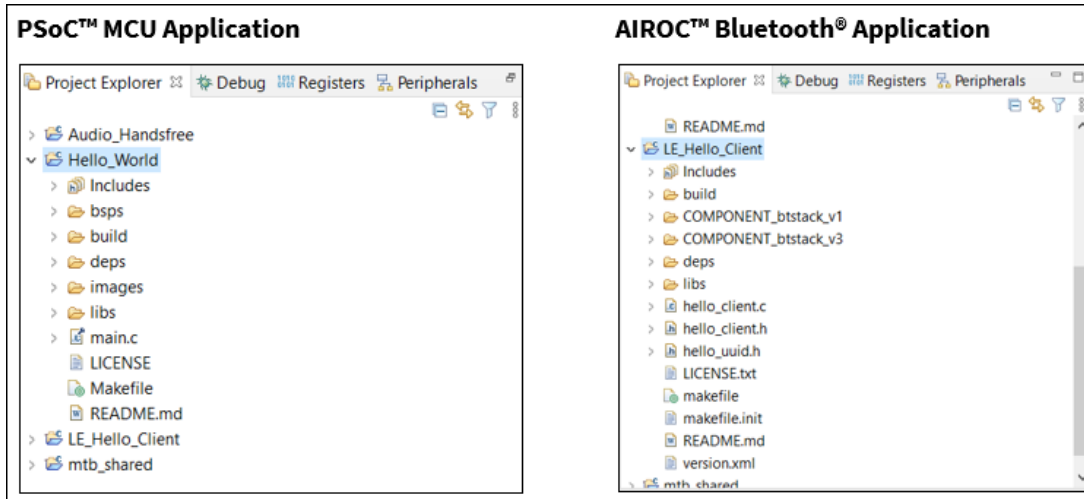 PSoC™ MCU Application
Project Explorer Debug Registers Peripherals
Audio_Handsfree
Hello_World
Includes
bsps
build
deps
images
libs
main.c
LICENSE
Makefile
README.md
LE_Hello_Client
mtb_shared
AIROC™ Bluetooth® Application
Project Explorer Debug Registers Peripherals
README.md
LE_Hello_Client
Includes
build
COMPONENT_btstack_v1
COMPONENT_btstack_v3
deps
libs
hello_client.c
hello_client.h
hello_uuid.h
LICENSE.txt
makefile
makefile.init
README.md
version.xml
mtb_shared